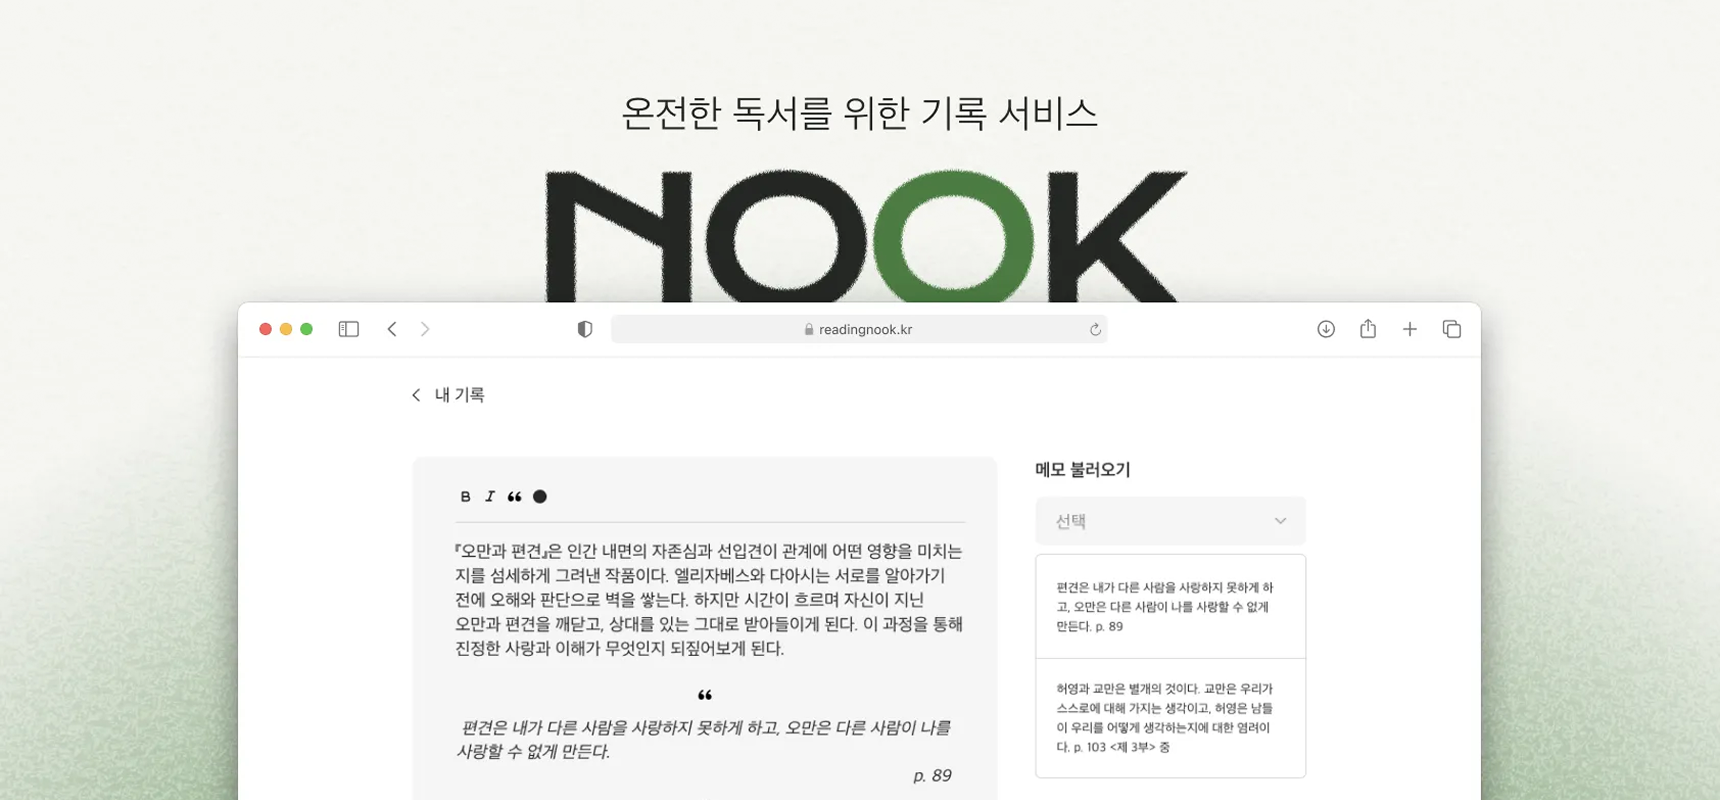 온전한 독서를 위한 기록 서비스
NOOK
readingnook.kr
내 기록
B I “
『오만과 편견』은 인간 내면의 자존심과 선입견이 관계에 어떤 영향을 미치는
지를 섬세하게 그려낸 작품이다. 엘리자베스와 다아시는 서로를 알아가기
전에 오해와 판단으로 벽을 쌓는다. 하지만 시간이 흐르며 자신이 지닌
오만과 편견을 깨닫고, 상대를 있는 그대로 받아들이게 된다. 이 과정을 통해
진정한 사랑과 이해가 무엇인지 되짚어보게 된다.
“
편견은 내가 다른 사람을 사랑하지 못하게 하고, 오만은 다른 사람이 나를
사랑할 수 없게 만든다.
p. 89
메모 불러오기
선택
편견은 내가 다른 사람을 사랑하지 못하게 하
고, 오만은 다른 사람이 나를 사랑할 수 없게
만든다. p. 89
허영과 교만은 별개의 것이다. 교만은 우리가
스스로에 대해 가지는 생각이고, 허영은 남들
이 우리를 어떻게 생각하는지에 대한 염려이
다. p. 103 <제 3부> 중